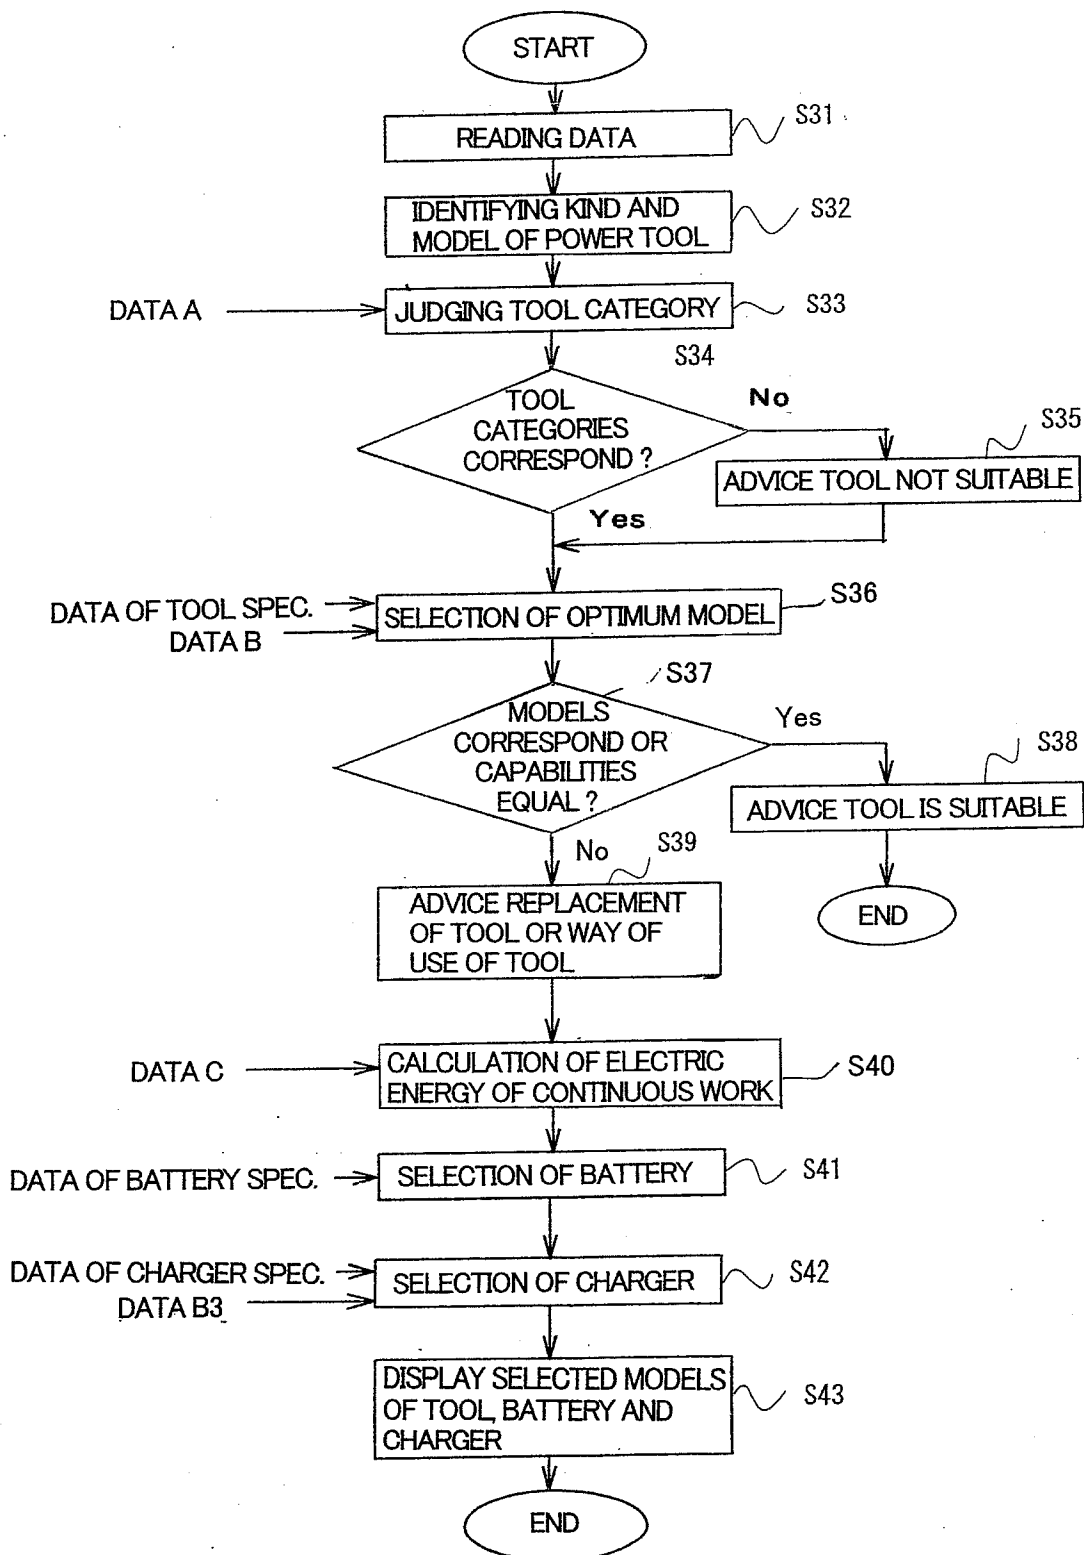 START
READING DATA
S31
IDENTIFYING KIND AND
MODEL OF POWER TOOL
S32
DATA A
JUDGING TOOL CATEGORY
S33
S34
TOOL
CATEGORIES
CORRESPOND ?
No
S35
ADVICE TOOL NOT SUITABLE
Yes
DATA OF TOOL SPEC.
DATA B
SELECTION OF OPTIMUM MODEL
S36
S37
MODELS
CORRESPOND OR
CAPABILITIES
EQUAL ?
Yes
S38
ADVICE TOOL IS SUITABLE
END
No
S39
ADVICE REPLACEMENT
OF TOOL OR WAY OF
USE OF TOOL
DATA C
CALCULATION OF ELECTRIC
ENERGY OF CONTINUOUS WORK
S40
DATA OF BATTERY SPEC.
SELECTION OF BATTERY
S41
DATA OF CHARGER SPEC.
DATA B3
SELECTION OF CHARGER
S42
DISPLAY SELECTED MODELS
OF TOOL, BATTERY AND
CHARGER
S43
END